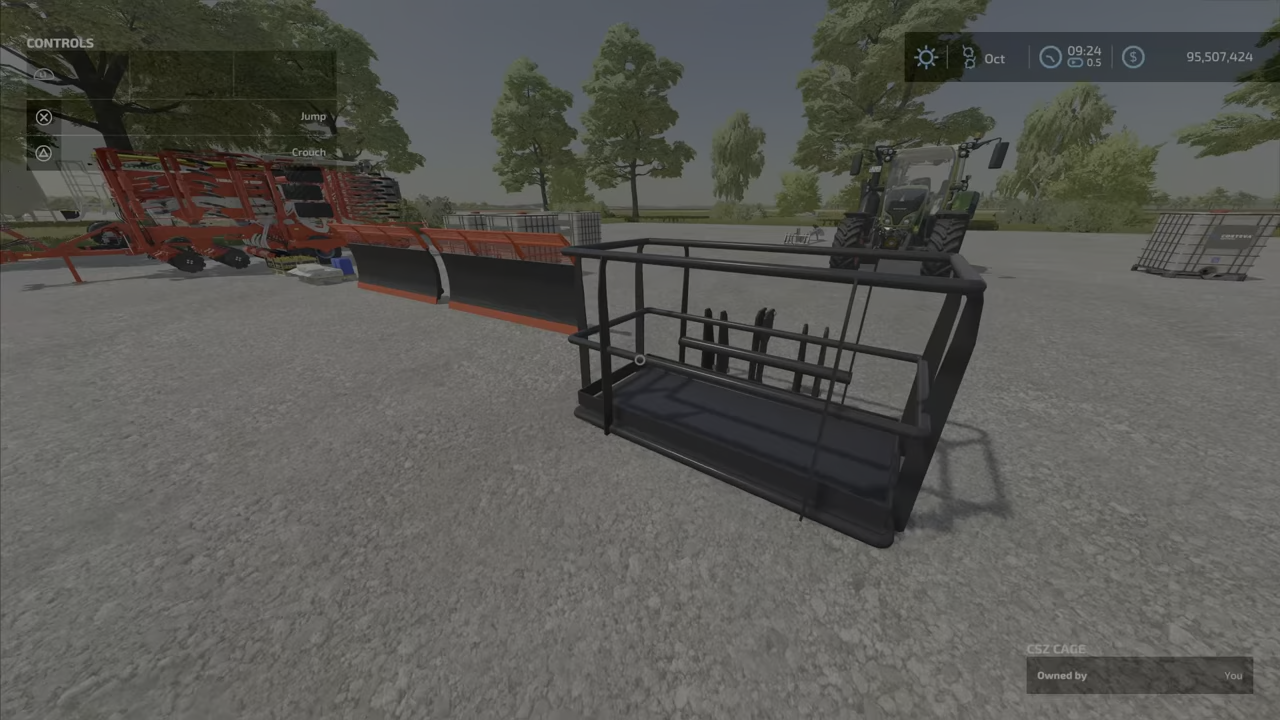 CONTROLS
Jump
Crouch
Oct
09:24
0.5
95,507,424
CSZ CAGE
Owned by
You